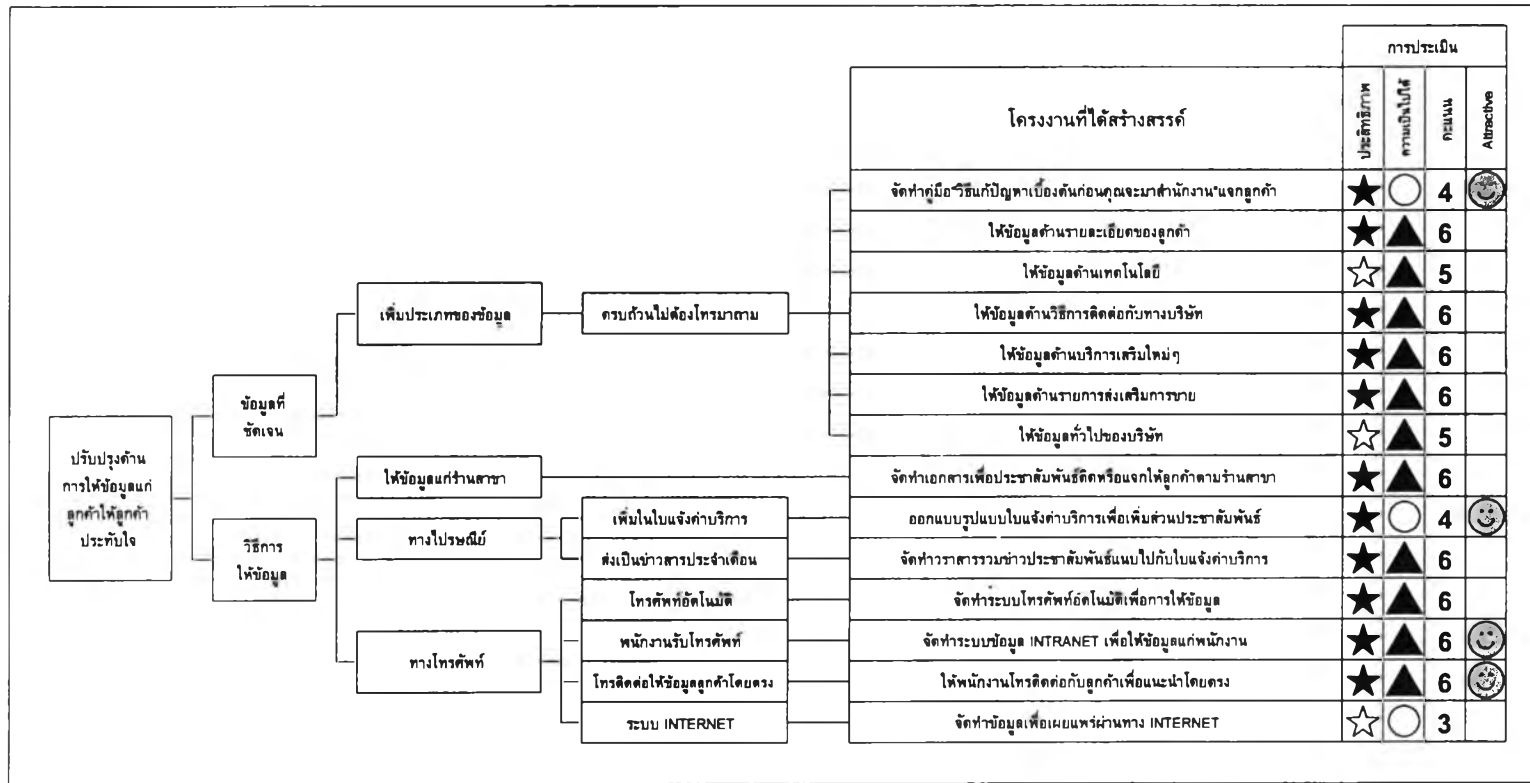 การประเมิน
โครงงานที่ได้สร้างสรรค์
ประสิทธิภาพ
ความเป็นไปได้
คะแนน
Attractive
ปรับปรุงด้าน
การให้ข้อมูลแก่
ลูกค้าให้ลูกค้า
ประทับใจ
ข้อมูลที่
ชัดเจน
วิธีการ
ให้ข้อมูล
เพิ่มประเภทของข้อมูล
ครบถ้วนไม่ต้องโทรมาถาม
ให้ข้อมูลแก่ร้านสาขา
ทางไปรษณีย์
เพิ่มในใบแจ้งค่าบริการ
ส่งเป็นข่าวสารประจำเดือน
ทางโทรศัพท์
โทรศัพท์อัตโนมัติ
พนักงานรับโทรศัพท์
โทรติดต่อให้ข้อมูลลูกค้าโดยตรง
ระบบ INTERNET
จัดทำคู่มือ"วิธีแก้ปัญหาเบื้องต้นก่อนคุณจะมาสำนักงาน"แจกลูกค้า 4
ให้ข้อมูลด้านรายละเอียดของลูกค้า 6
ให้ข้อมูลด้านเทคโนโลยี 5
ให้ข้อมูลด้านวิธีการติดต่อกับทางบริษัท 6
ให้ข้อมูลด้านบริการเสริมใหม่ๆ 6
ให้ข้อมูลด้านรายการส่งเสริมการขาย 6
ให้ข้อมูลทั่วไปของบริษัท 5
จัดทำเอกสารเพื่อประชาสัมพันธ์ติดหรือแจกให้ลูกค้าตามร้านสาขา 6
ออกแบบรูปแบบใบแจ้งค่าบริการเพื่อเพิ่มส่วนประชาสัมพันธ์ 4
จัดทำวารสารรวมข่าวประชาสัมพันธ์แนบไปกับใบแจ้งค่าบริการ 6
จัดทำระบบโทรศัพท์อัตโนมัติเพื่อการให้ข้อมูล 6
จัดทำระบบข้อมูล INTRANET เพื่อให้ข้อมูลแก่พนักงาน 6
ให้พนักงานโทรติดต่อกับลูกค้าเพื่อแนะนำโดยตรง 6
จัดทำข้อมูลเพื่อเผยแพร่ผ่านทาง INTERNET 3